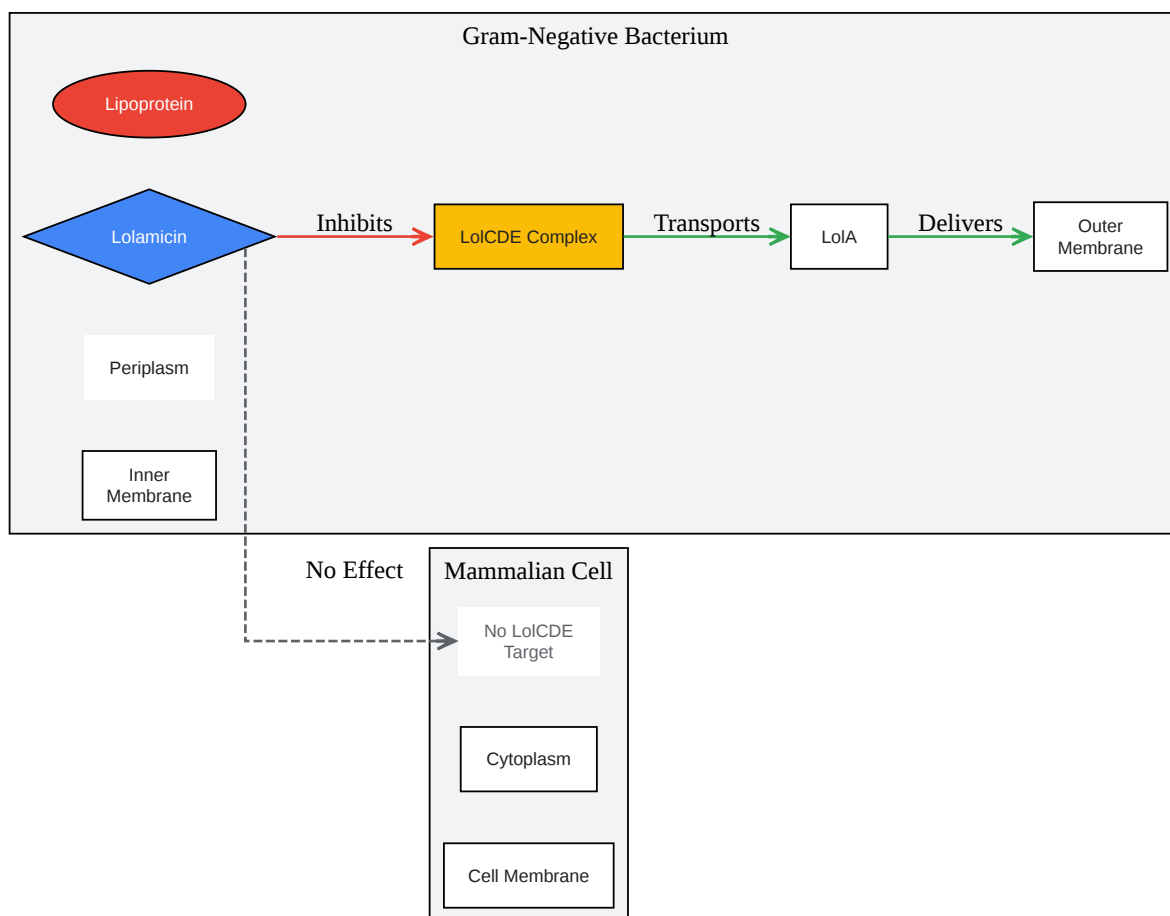 Gram-Negative Bacterium
Lipoprotein
Lolamicin
Inhibits
LolCDE Complex
Transports
LolA
Delivers
Outer
Membrane
Periplasm
Inner
Membrane
No Effect
Mammalian Cell
No LolCDE
Target
Cytoplasm
Cell Membrane